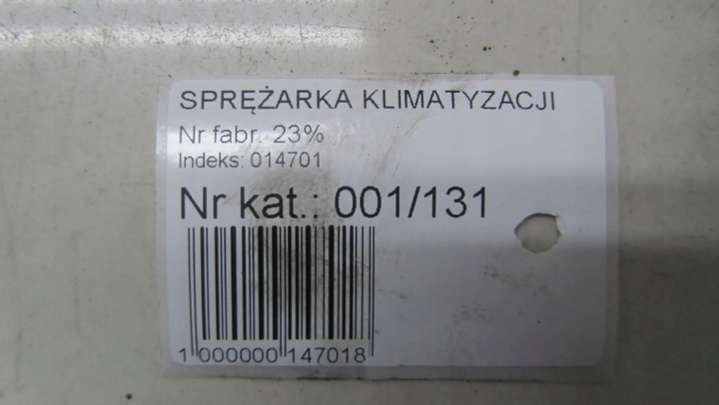 SPRĘŻARKA KLIMATYZACJI
Nr fabr. 23%
Indeks: 014701
Nr kat.: 001/131
1 000000 147018